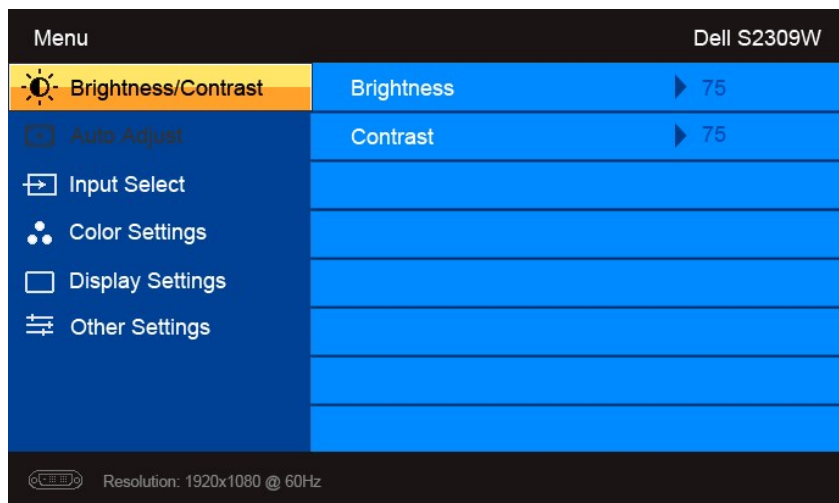 Menu Dell S2309W
Brightness/Contrast Brightness 75
Auto Adjust Contrast 75
Input Select
Color Settings
Display Settings
Other Settings
Resolution: 1920x1080 @ 60Hz